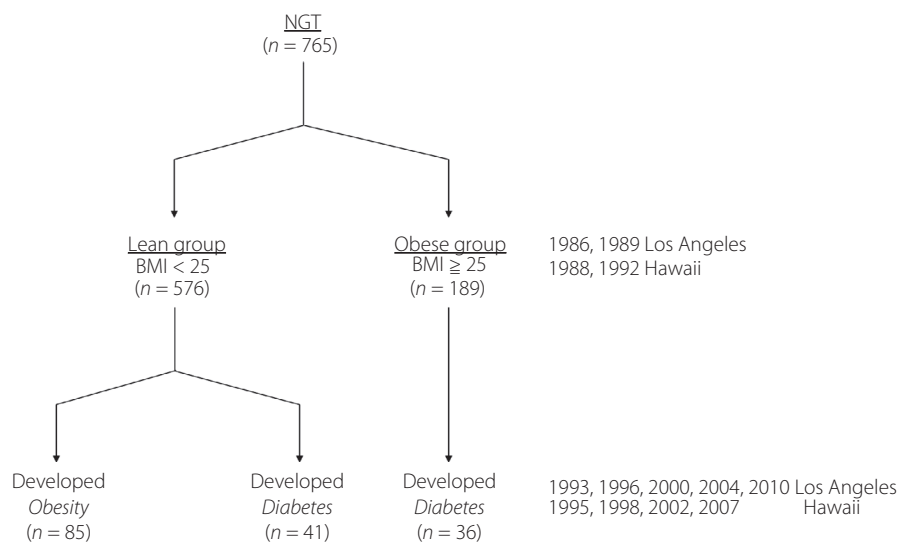 NGT
(n = 765)
Lean group
BMI < 25
(n = 576)
Obese group
BMI ≧ 25
(n = 189)
1986, 1989 Los Angeles
1988, 1992 Hawaii
Developed
Obesity
(n = 85)
Developed
Diabetes
(n = 41)
Developed
Diabetes
(n = 36)
1993, 1996, 2000, 2004, 2010 Los Angeles
1995, 1998, 2002, 2007 Hawaii